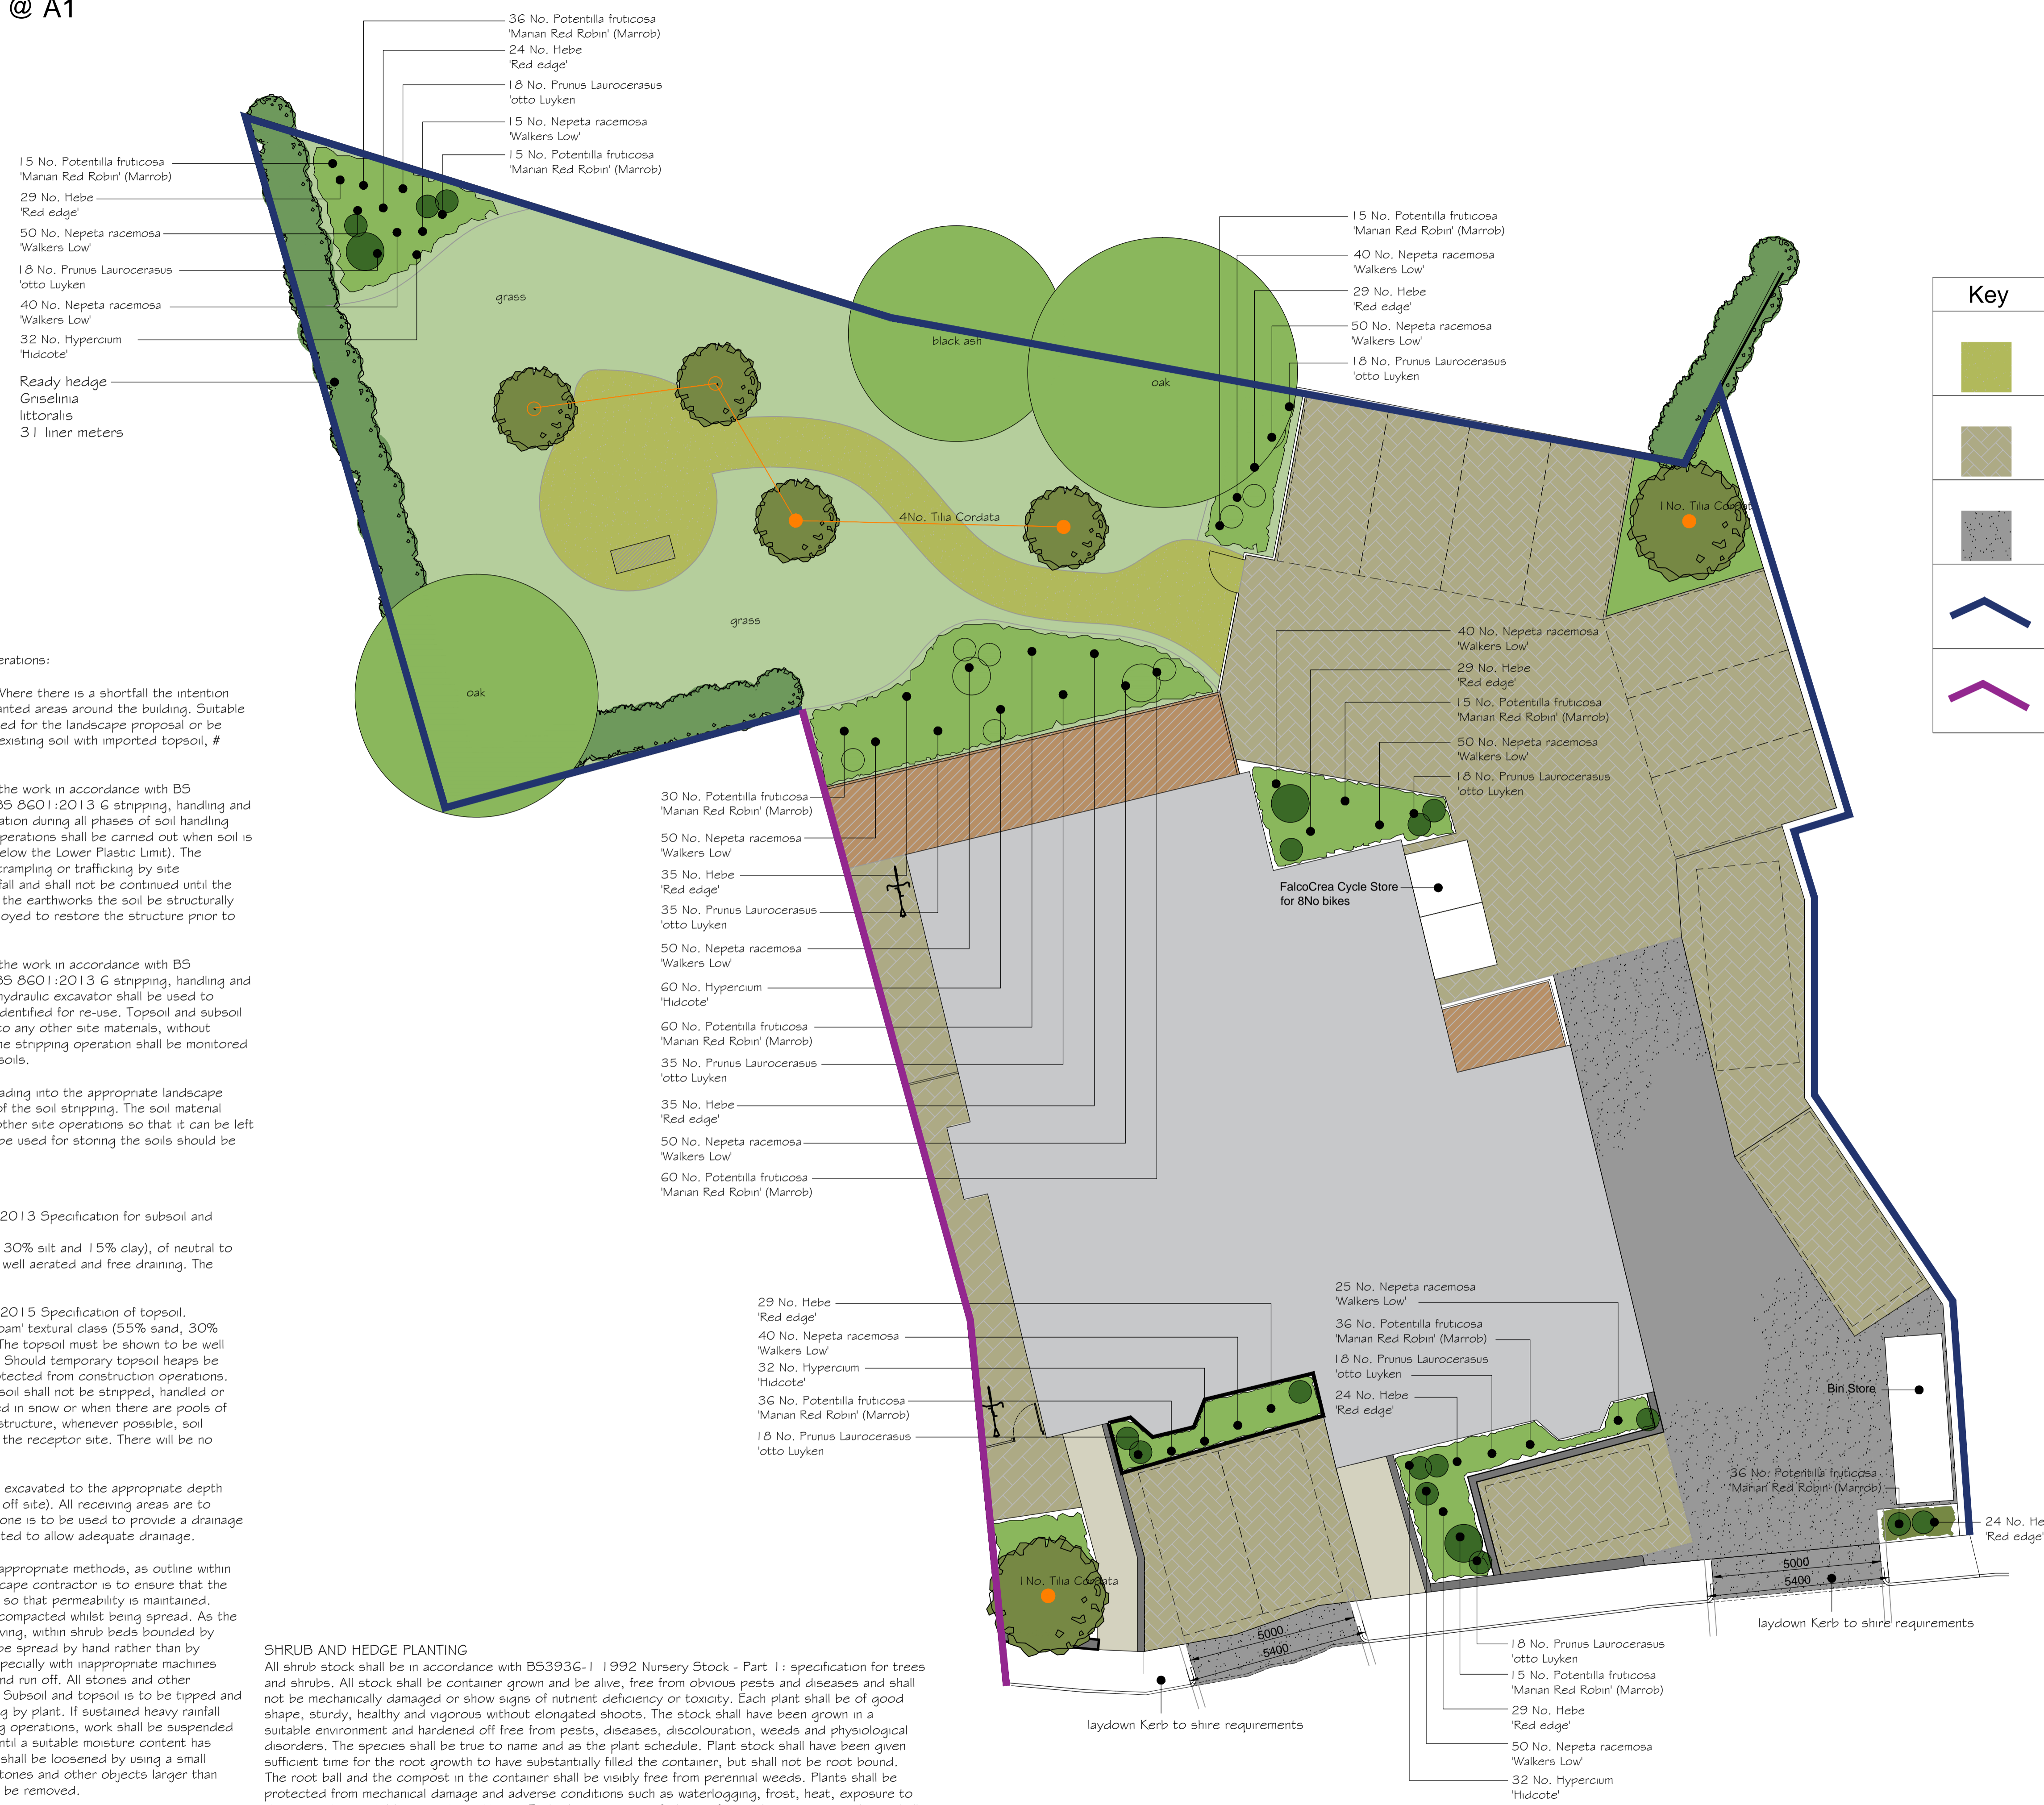 @ A1
36 No. Potentilla fruticosa
'Marian Red Robin' (Marrob)
24 No. Hebe
'Red edge'
18 No. Prunus Laurocerasus
'otto Luyken
15 No. Nepeta racemosa
'Walkers Low'
15 No. Potentilla fruticosa
'Marian Red Robin' (Marrob)
15 No. Potentilla fruticosa
'Marian Red Robin' (Marrob)
29 No. Hebe
'Red edge'
50 No. Nepeta racemosa
'Walkers Low'
18 No. Prunus Laurocerasus
'otto Luyken
40 No. Nepeta racemosa
'Walkers Low'
32 No. Hypercium
'Hidcote'
Ready hedge
Griselinia
littoralis
31 liner meters
grass
black ash
oak
15 No. Potentilla fruticosa
'Marian Red Robin' (Marrob)
40 No. Nepeta racemosa
'Walkers Low'
29 No. Hebe
'Red edge'
50 No. Nepeta racemosa
'Walkers Low'
18 No. Prunus Laurocerasus
'otto Luyken
Key
4No. Tilia Cordata
1No. Tilia Cordat
grass
oak
40 No. Nepeta racemosa
'Walkers Low'
29 No. Hebe
'Red edge'
15 No. Potentilla fruticosa
'Marian Red Robin' (Marrob)
50 No. Nepeta racemosa
'Walkers Low'
18 No. Prunus Laurocerasus
'otto Luyken
FalcoCrea Cycle Store
for 8No bikes
30 No. Potentilla fruticosa
'Marian Red Robin' (Marrob)
50 No. Nepeta racemosa
'Walkers Low'
35 No. Hebe
'Red edge'
35 No. Prunus Laurocerasus
'otto Luyken
50 No. Nepeta racemosa
'Walkers Low'
60 No. Hypercium
'Hidcote'
60 No. Potentilla fruticosa
'Marian Red Robin' (Marrob)
35 No. Prunus Laurocerasus
'otto Luyken
35 No. Hebe
'Red edge'
50 No. Nepeta racemosa
'Walkers Low'
60 No. Potentilla fruticosa
'Marian Red Robin' (Marrob)
29 No. Hebe
'Red edge'
40 No. Nepeta racemosa
'Walkers Low'
32 No. Hypercium
'Hidcote'
36 No. Potentilla fruticosa
'Marian Red Robin' (Marrob)
18 No. Prunus Laurocerasus
'otto Luyken
25 No. Nepeta racemosa
'Walkers Low'
36 No. Potentilla fruticosa
'Marian Red Robin' (Marrob)
18 No. Prunus Laurocerasus
'otto Luyken
24 No. Hebe
'Red edge'
Bin Store
36 No. Potentilla fruticosa
'Marian Red Robin' (Marrob)
24 No. He
'Red edge'
5000
5400
laydown Kerb to shire requirements
1No. Tilia Cordata
5000
5400
laydown Kerb to shire requirements
18 No. Prunus Laurocerasus
'otto Luyken
15 No. Potentilla fruticosa
'Marian Red Robin' (Marrob)
29 No. Hebe
'Red edge'
50 No. Nepeta racemosa
'Walkers Low'
32 No. Hypercium
'Hidcote'
erations:
Where there is a shortfall the intention
anted areas around the building. Suitable
ed for the landscape proposal or be
existing soil with imported topsoil, #
the work in accordance with BS
BS 8601:2013 6 stripping, handling and
ation during all phases of soil handling
operations shall be carried out when soil is
elow the Lower Plastic Limit). The
trampling or trafficking by site
fall and shall not be continued until the
the earthworks the soil be structurally
oyed to restore the structure prior to
the work in accordance with BS
BS 8601:2013 6 stripping, handling and
hydraulic excavator shall be used to
identified for re-use. Topsoil and subsoil
to any other site materials, without
he stripping operation shall be monitored
soils.
ading into the appropriate landscape
of the soil stripping. The soil material
other site operations so that it can be left
be used for storing the soils should be
2013 Specification for subsoil and
30% silt and 15% clay), of neutral to
well aerated and free draining. The
2015 Specification of topsoil.
oam' textural class (55% sand, 30%
The topsoil must be shown to be well
Should temporary topsoil heaps be
otected from construction operations.
soil shall not be stripped, handled or
ed in snow or when there are pools of
structure, whenever possible, soil
the receptor site. There will be no
excavated to the appropriate depth
off site). All receiving areas are to
one is to be used to provide a drainage
ted to allow adequate drainage.
appropriate methods, as outline within
cape contractor is to ensure that the
so that permeability is maintained.
compacted whilst being spread. As the
ving, within shrub beds bounded by
be spread by hand rather than by
pecially with inappropriate machines
nd run off. All stones and other
Subsoil and topsoil is to be tipped and
g by plant. If sustained heavy rainfall
g operations, work shall be suspended
ntil a suitable moisture content has
shall be loosened by using a small
tones and other objects larger than
be removed.
SHRUB AND HEDGE PLANTING
All shrub stock shall be in accordance with BS3936-1 1992 Nursery Stock - Part 1: specification for trees
and shrubs. All stock shall be container grown and be alive, free from obvious pests and diseases and shall
not be mechanically damaged or show signs of nutrient deficiency or toxicity. Each plant shall be of good
shape, sturdy, healthy and vigorous without elongated shoots. The stock shall have been grown in a
suitable environment and hardened off free from pests, diseases, discolouration, weeds and physiological
disorders. The species shall be true to name and as the plant schedule. Plant stock shall have been given
sufficient time for the root growth to have substantially filled the container, but shall not be root bound.
The root ball and the compost in the container shall be visibly free from perennial weeds. Plants shall be
protected from mechanical damage and adverse conditions such as waterlogging, frost, heat, exposure to